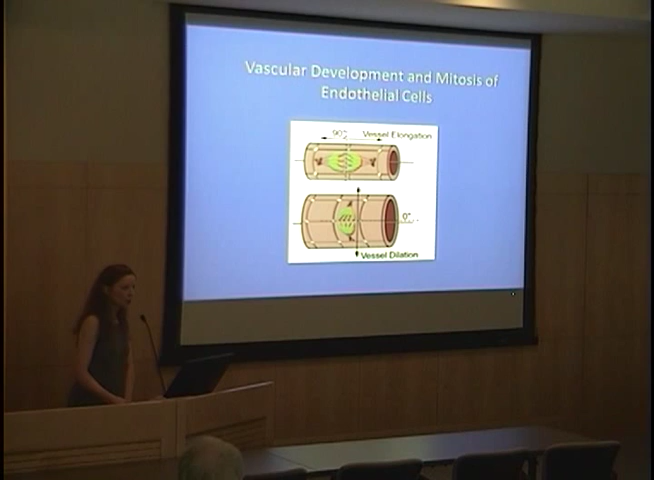 Vascular Development and Mitosis of
Endothelial Cells
90°
Vessel Elongation
0°
Vessel Dilation